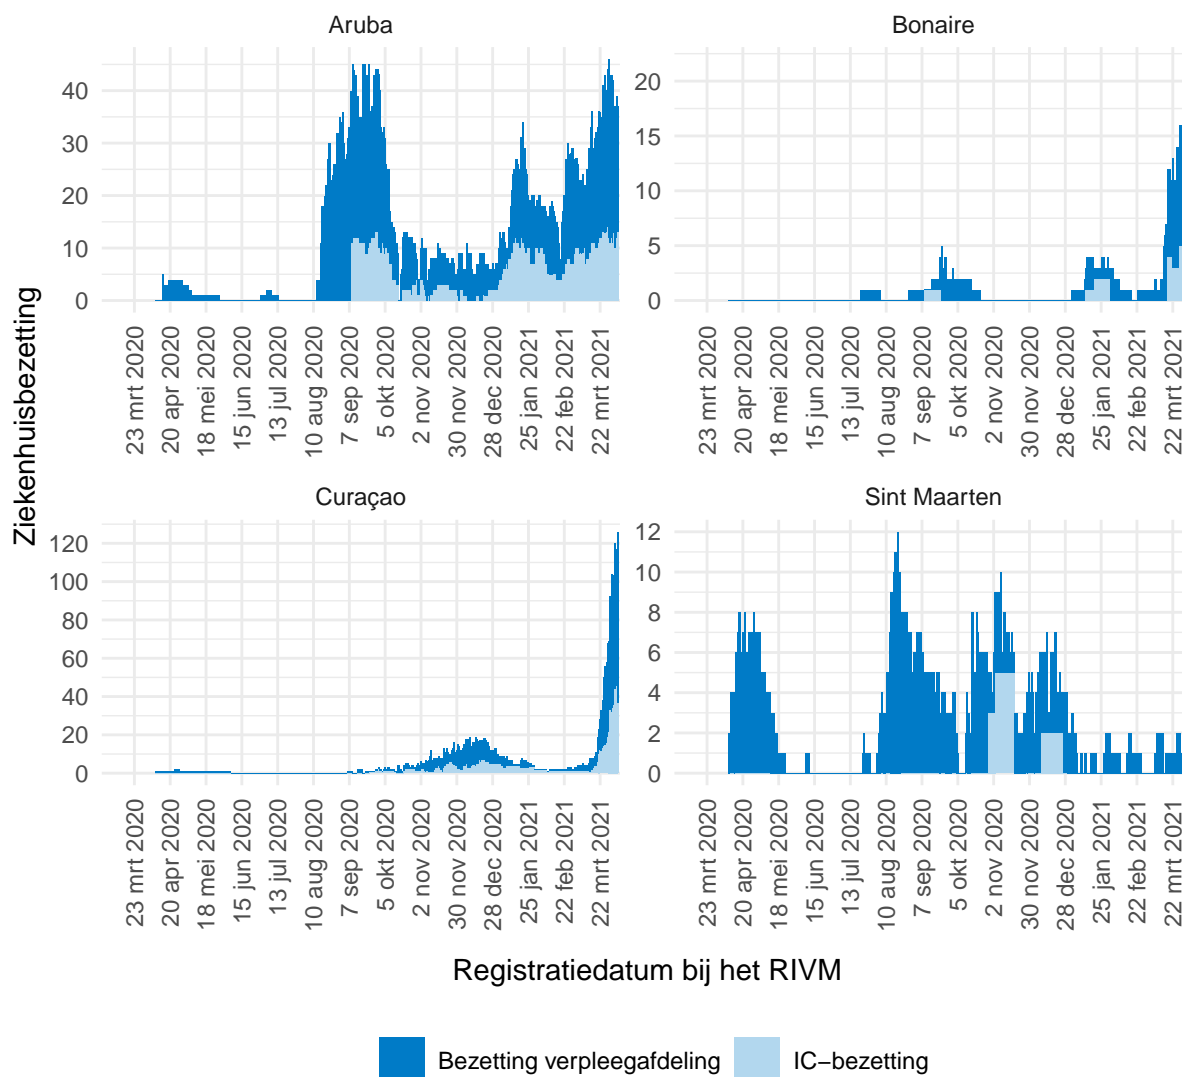 Aruba
Bonaire
40
30
20
10
0
20
15
10
5
0
23 mrt 2020
20 apr 2020
18 mei 2020
15 jun 2020
13 jul 2020
10 aug 2020
7 sep 2020
5 okt 2020
2 nov 2020
30 nov 2020
28 dec 2020
25 jan 2021
22 feb 2021
22 mrt 2021
23 mrt 2020
20 apr 2020
18 mei 2020
15 jun 2020
13 jul 2020
10 aug 2020
7 sep 2020
5 okt 2020
2 nov 2020
30 nov 2020
28 dec 2020
25 jan 2021
22 feb 2021
22 mrt 2021
Ziekenhuisbezetting
Curaçao
Sint Maarten
120
100
80
60
40
20
0
12
10
8
6
4
2
0
23 mrt 2020
20 apr 2020
18 mei 2020
15 jun 2020
13 jul 2020
10 aug 2020
7 sep 2020
5 okt 2020
2 nov 2020
30 nov 2020
28 dec 2020
25 jan 2021
22 feb 2021
22 mrt 2021
23 mrt 2020
20 apr 2020
18 mei 2020
15 jun 2020
13 jul 2020
10 aug 2020
7 sep 2020
5 okt 2020
2 nov 2020
30 nov 2020
28 dec 2020
25 jan 2021
22 feb 2021
22 mrt 2021
Registratiedatum bij het RIVM
Bezetting verpleegafdeling
IC−bezetting